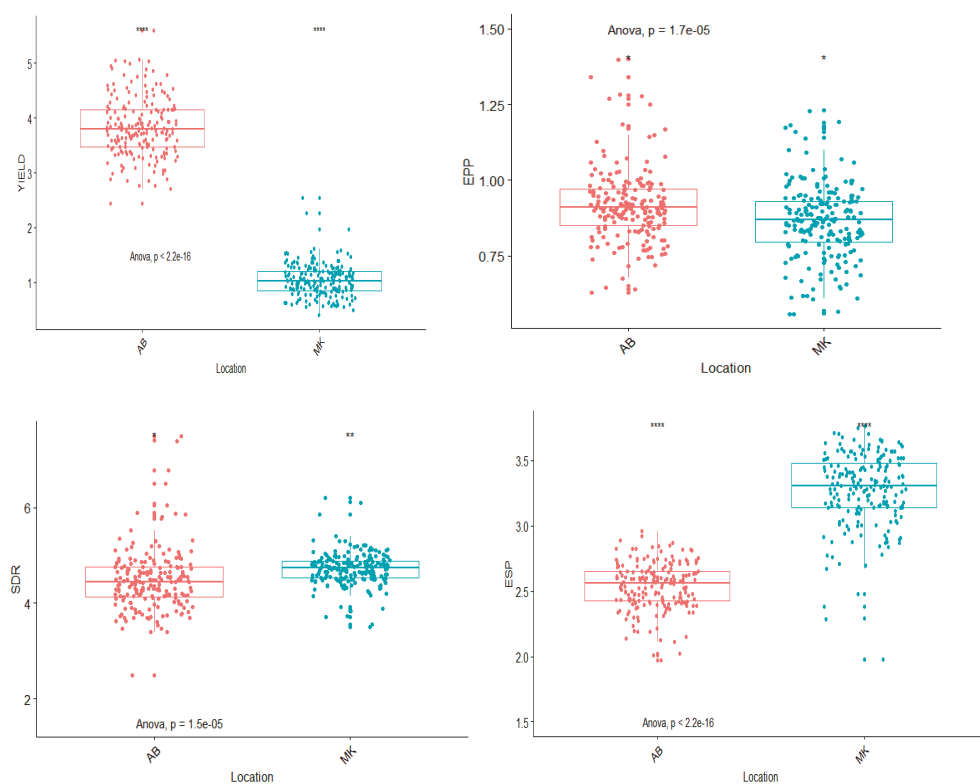 **** ****
5
4
3
2
1
YIELD
Anova, p < 2.2e-16
AB MK
Location
1.50
1.25
1.00
0.75
EPP
Anova, p = 1.7e-05
* *
AB MK
Location
6
4
2
SDR
* **
Anova, p = 1.5e-05
AB MK
Location
3.5
3.0
2.5
2.0
1.5
ESP
**** ****
Anova, p < 2.2e-16
AB MK
Location